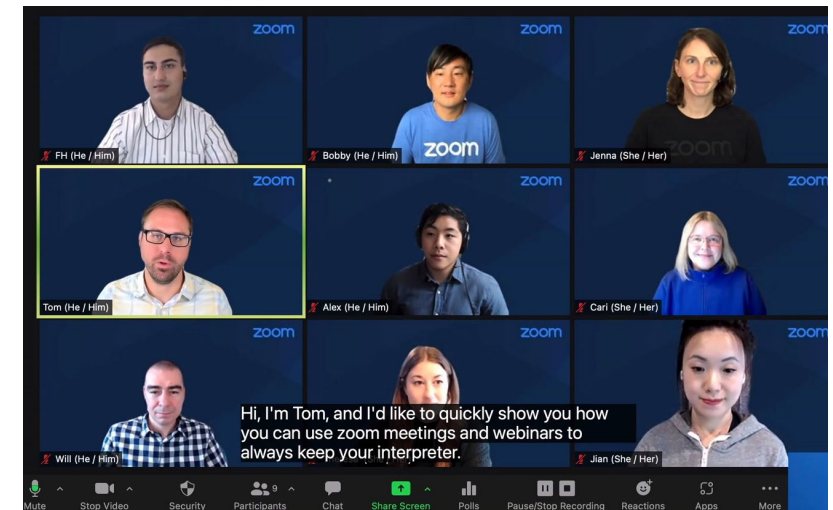 zoom
zoom
zoom
zoom
FH (He / Him)
Bobby (He / Him)
zoom
Jenna (She / Her)
zoom
zoom
zoom
Tom (He / Him)
Alex (He / Him)
Cari (She / Her)
zoom
zoom
zoom
Hi, I'm Tom, and I'd like to quickly show you how
you can use zoom meetings and webinars to
always keep your interpreter.
Will (He / Him)
Jian (She / Her)
9
Mute
Stop Video
Security
Participants
Chat
Share Screen
Polls
Pause/Stop Recording
Reactions
Apps
More